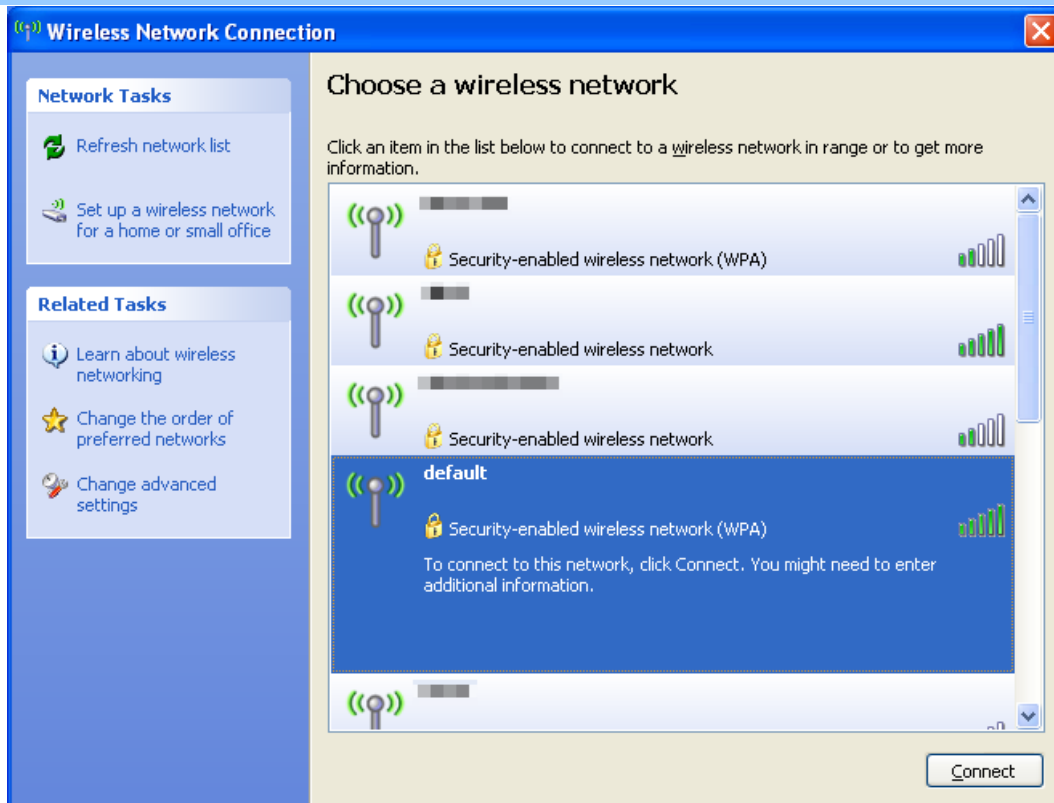 Wireless Network Connection
Network Tasks
Refresh network list
Set up a wireless network
for a home or small office
Related Tasks
Learn about wireless
networking
Change the order of
preferred networks
Change advanced
settings
Choose a wireless network
Click an item in the list below to connect to a wireless network in range or to get more
information.
Security-enabled wireless network (WPA)
Security-enabled wireless network
Security-enabled wireless network
default
Security-enabled wireless network (WPA)
To connect to this network, click Connect. You might need to enter
additional information.
Connect